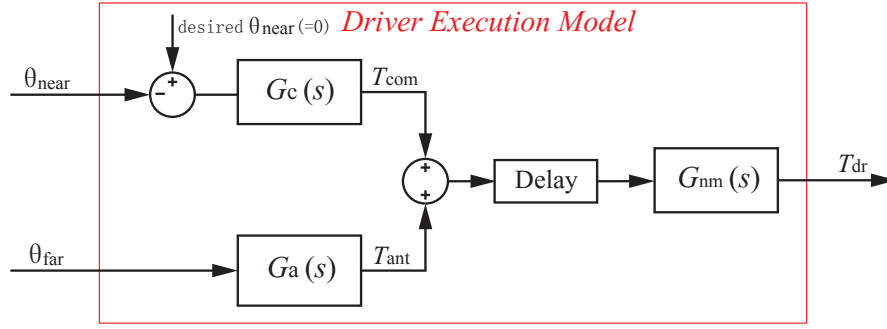 desired θnear (=0) Driver Execution Model
θnear
− +
Gc (s)
Tcom
+
+
Delay
Gnm (s)
Tdr
θfar
Ga (s)
Tant